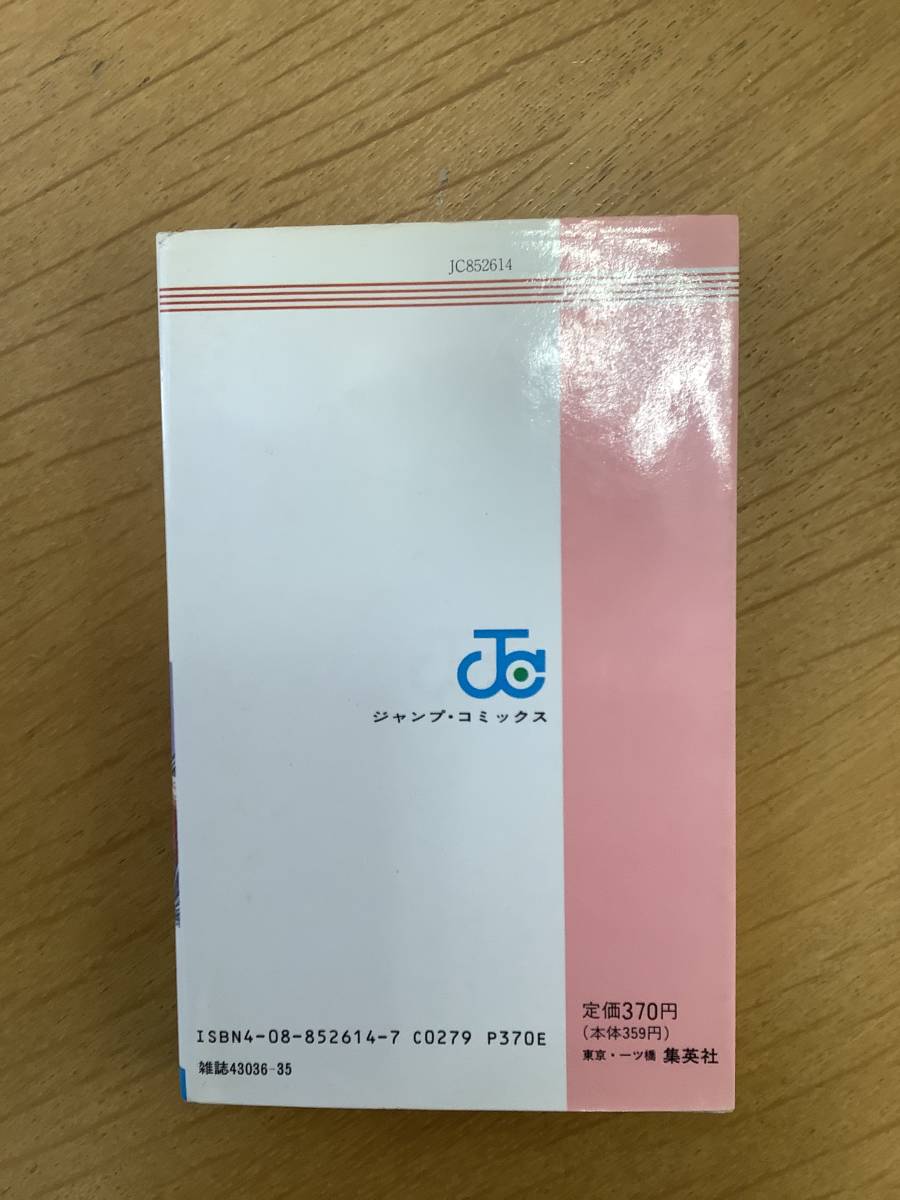 JC852614
JC
ジャンプ・コミックス
ISBN4-08-852614-7 C0279 P370E
雑誌43036-35
定価370円
(本体359円)
東京・一ツ橋 集英社